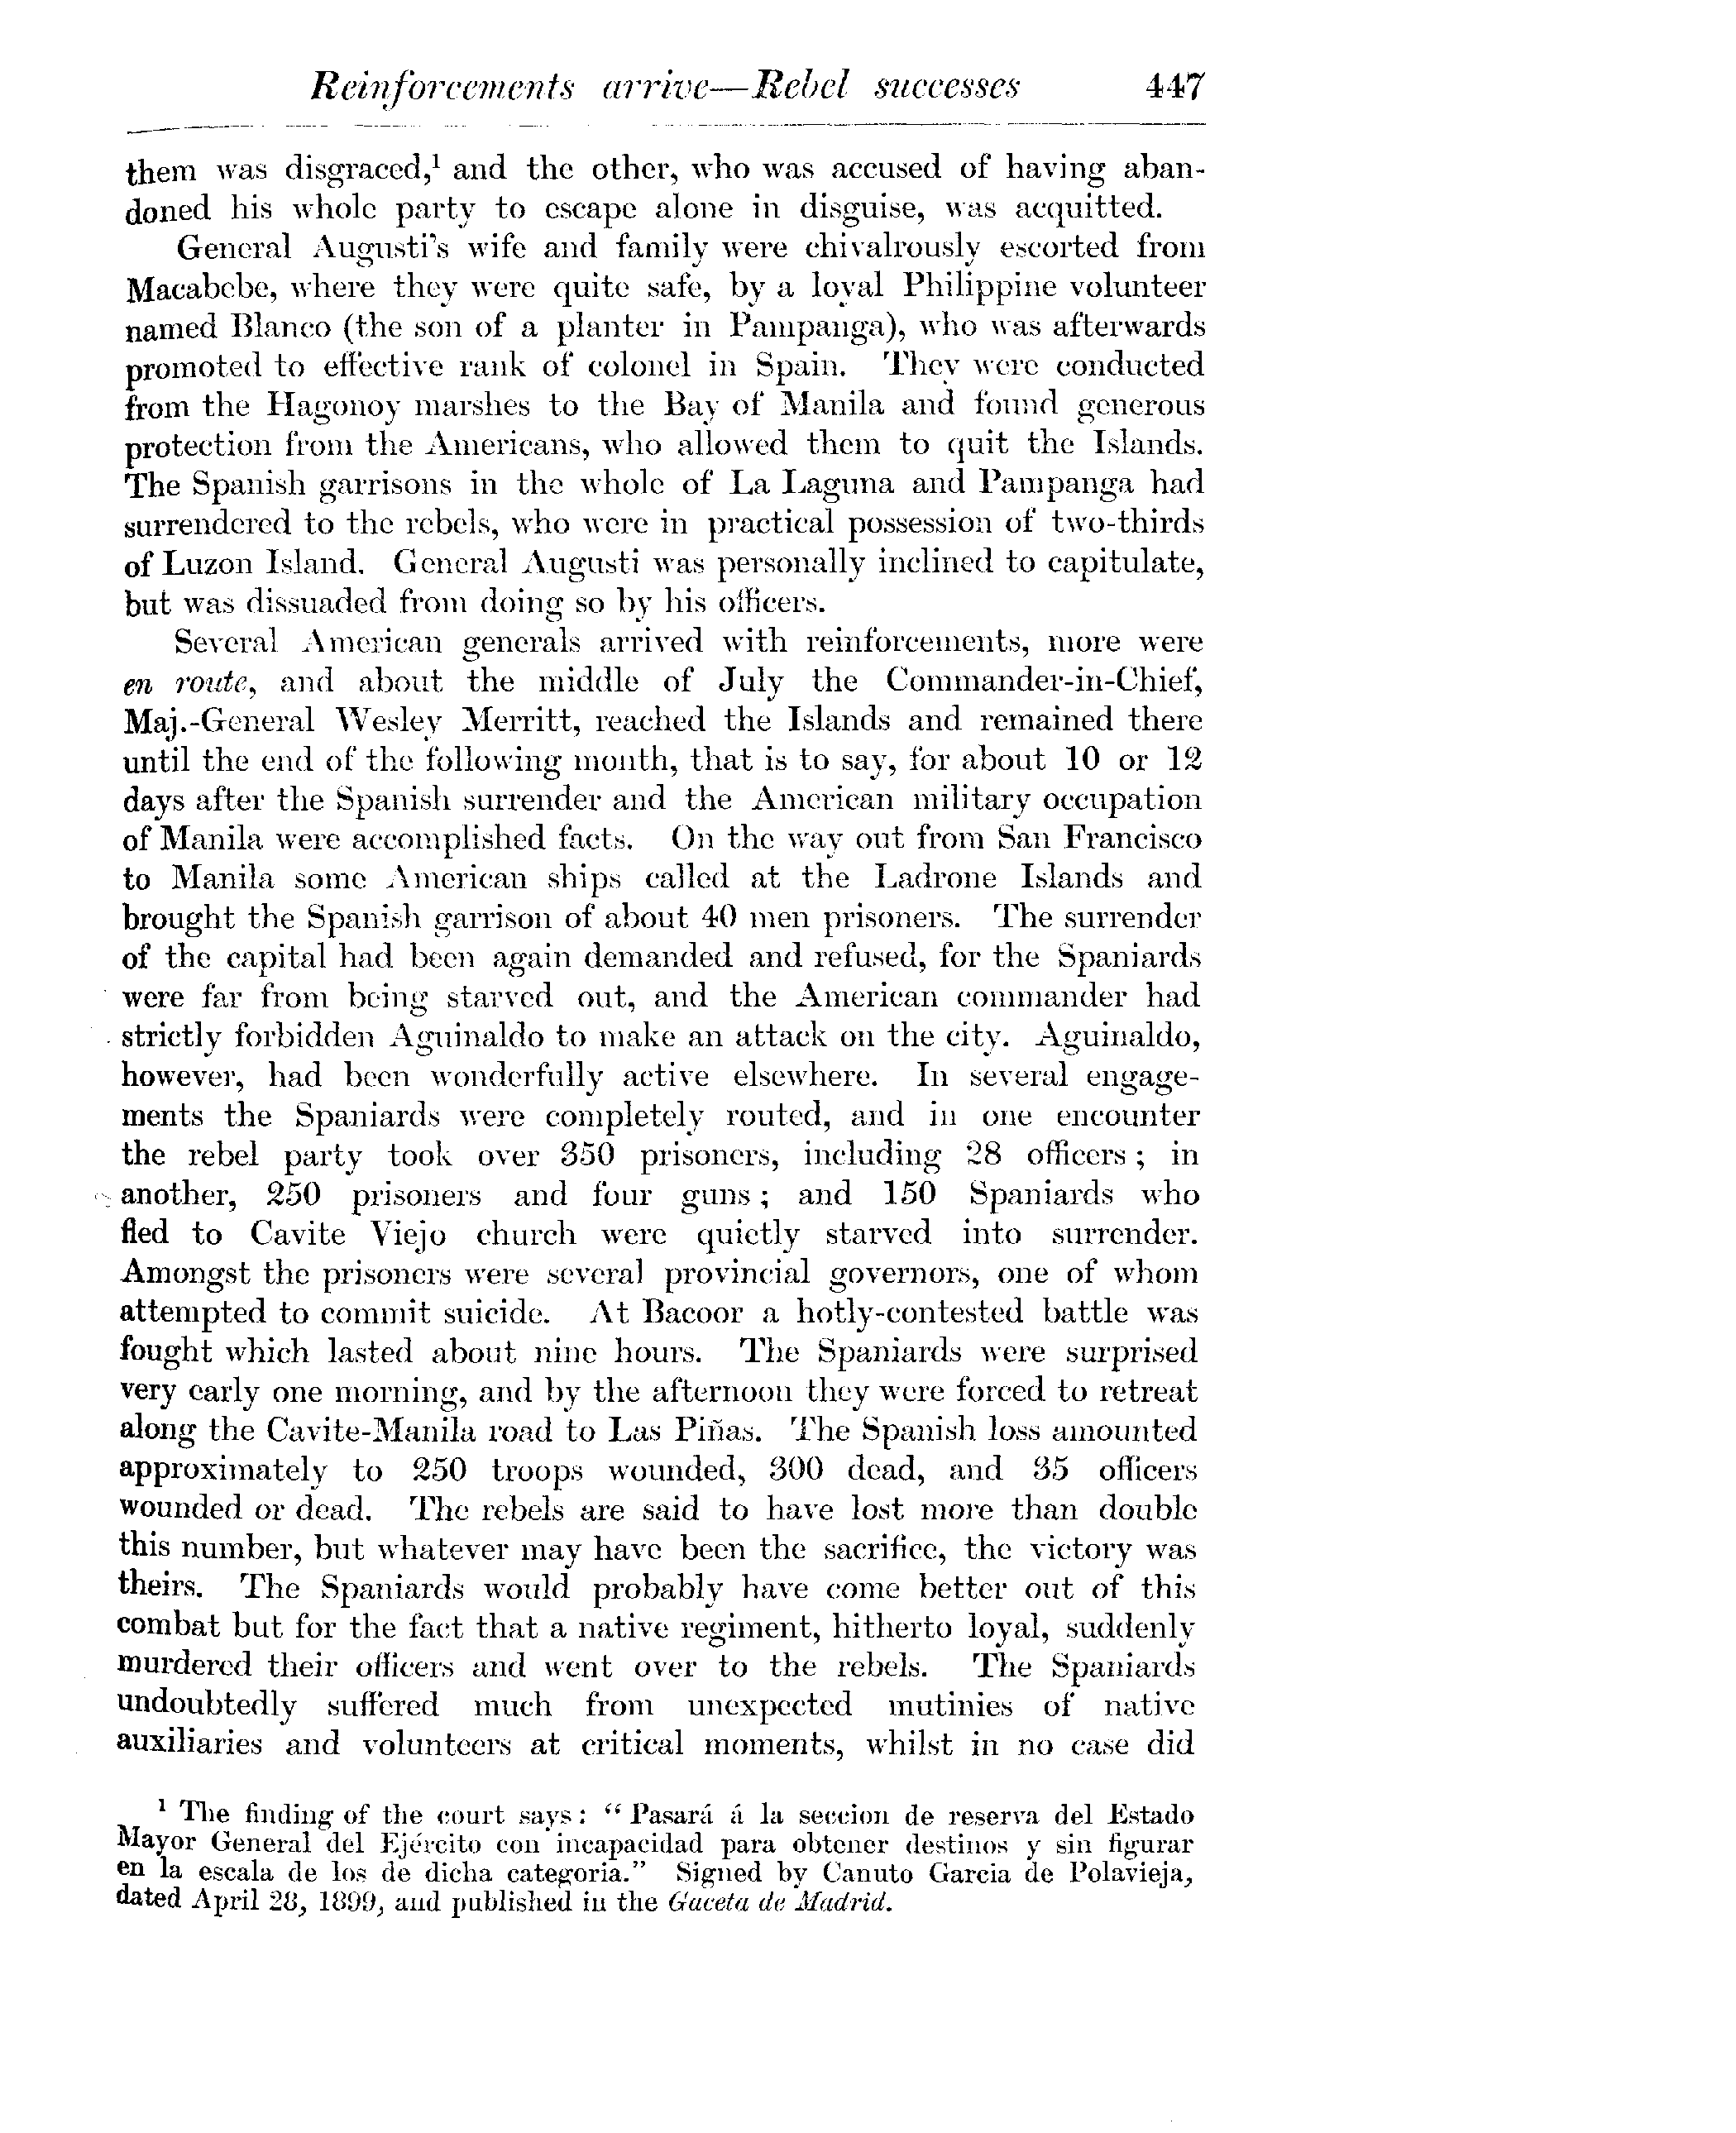 Reinforcements arrive—Rebel successes 447
them was disgraced,¹ and the other, who was accused of having aban-
doned his whole party to escape alone in disguise, was acquitted.
General Augusti's wife and family were chivalrously escorted from
Macabebe, where they were quite safe, by a loyal Philippine volunteer
named Blanco (the son of a planter in Pampanga), who was afterwards
promoted to effective rank of colonel in Spain. They were conducted
from the Hagonoy marshes to the Bay of Manila and found generous
protection from the Americans, who allowed them to quit the Islands.
The Spanish garrisons in the whole of La Laguna and Pampanga had
surrendered to the rebels, who were in practical possession of two-thirds
of Luzon Island. General Augusti was personally inclined to capitulate,
but was dissuaded from doing so by his officers.
Several American generals arrived with reinforcements, more were
en route, and about the middle of July the Commander-in-Chief,
Maj.-General Wesley Merritt, reached the Islands and remained there
until the end of the following month, that is to say, for about 10 or 12
days after the Spanish surrender and the American military occupation
of Manila were accomplished facts. On the way out from San Francisco
to Manila some American ships called at the Ladrone Islands and
brought the Spanish garrison of about 40 men prisoners. The surrender
of the capital had been again demanded and refused, for the Spaniards
were far from being starved out, and the American commander had
strictly forbidden Aguinaldo to make an attack on the city. Aguinaldo,
however, had been wonderfully active elsewhere. In several engage-
ments the Spaniards were completely routed, and in one encounter
the rebel party took over 350 prisoners, including 28 officers; in
another, 250 prisoners and four guns; and 150 Spaniards who
fled to Cavite Viejo church were quietly starved into surrender.
Amongst the prisoners were several provincial governors, one of whom
attempted to commit suicide. At Bacoor a hotly-contested battle was
fought which lasted about nine hours. The Spaniards were surprised
very early one morning, and by the afternoon they were forced to retreat
along the Cavite-Manila road to Las Piñas. The Spanish loss amounted
approximately to 250 troops wounded, 300 dead, and 35 officers
wounded or dead. The rebels are said to have lost more than double
this number, but whatever may have been the sacrifice, the victory was
theirs. The Spaniards would probably have come better out of this
combat but for the fact that a native regiment, hitherto loyal, suddenly
murdered their officers and went over to the rebels. The Spaniards
undoubtedly suffered much from unexpected mutinies of native
auxiliaries and volunteers at critical moments, whilst in no case did
¹ The finding of the court says: “Pasará á la seccion de reserva del Estado
Mayor General del Ejército con incapacidad para obtener destinos y sin figurar
en la escala de los de dicha categoria.” Signed by Canuto Garcia de Polavieja,
dated April 28, 1899, and published in the Gaceta de Madrid.